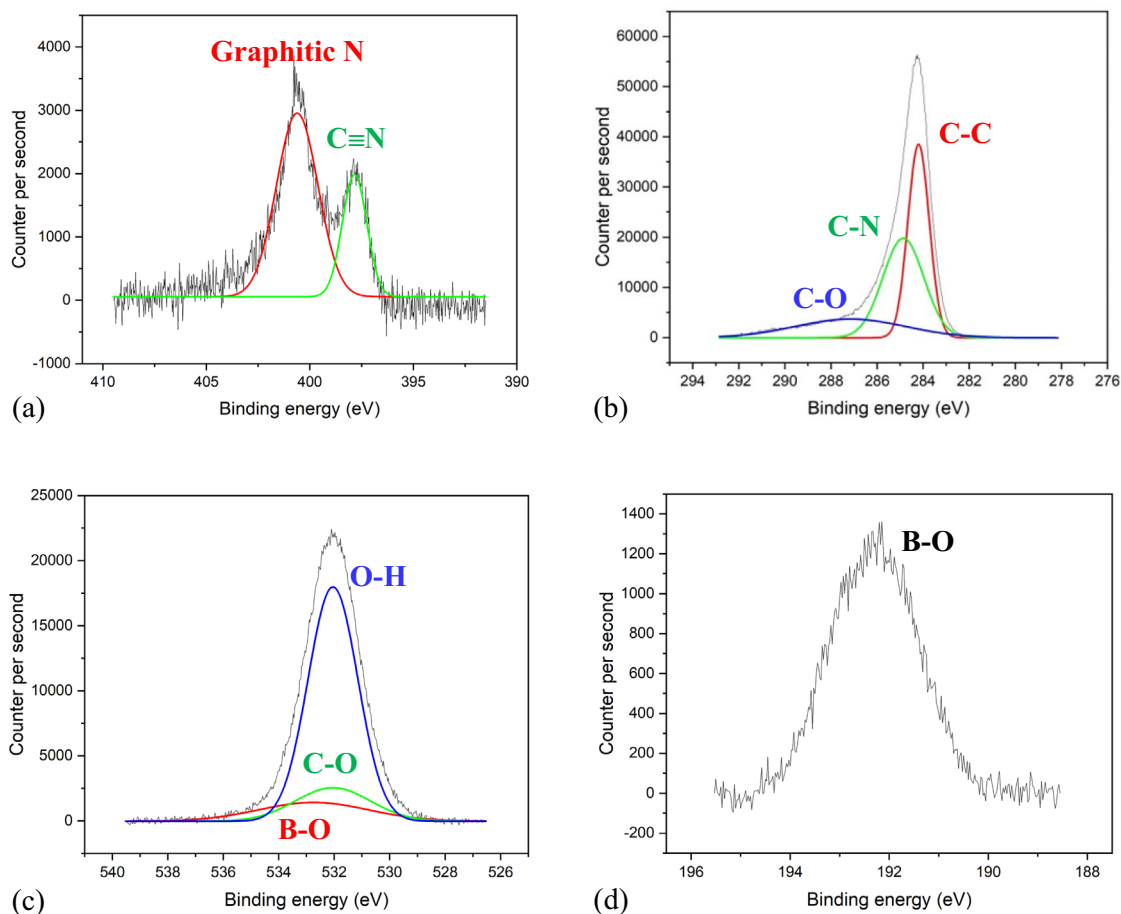 Graphitic N
C≡N
Counter per second
4000
3000
2000
1000
0
-1000
410 405 400 395 390
Binding energy (eV)
(a)
C-C
C-N
C-O
Counter per second
60000
50000
40000
30000
20000
10000
0
294 292 290 288 286 284 282 280 278 276
Binding energy (eV)
(b)
O-H
C-O
B-O
Counter per second
25000
20000
15000
10000
5000
0
540 538 536 534 532 530 528 526
Binding energy (eV)
(c)
B-O
Counter per second
1400
1200
1000
800
600
400
200
0
-200
196 194 192 190 188
Binding energy (eV)
(d)